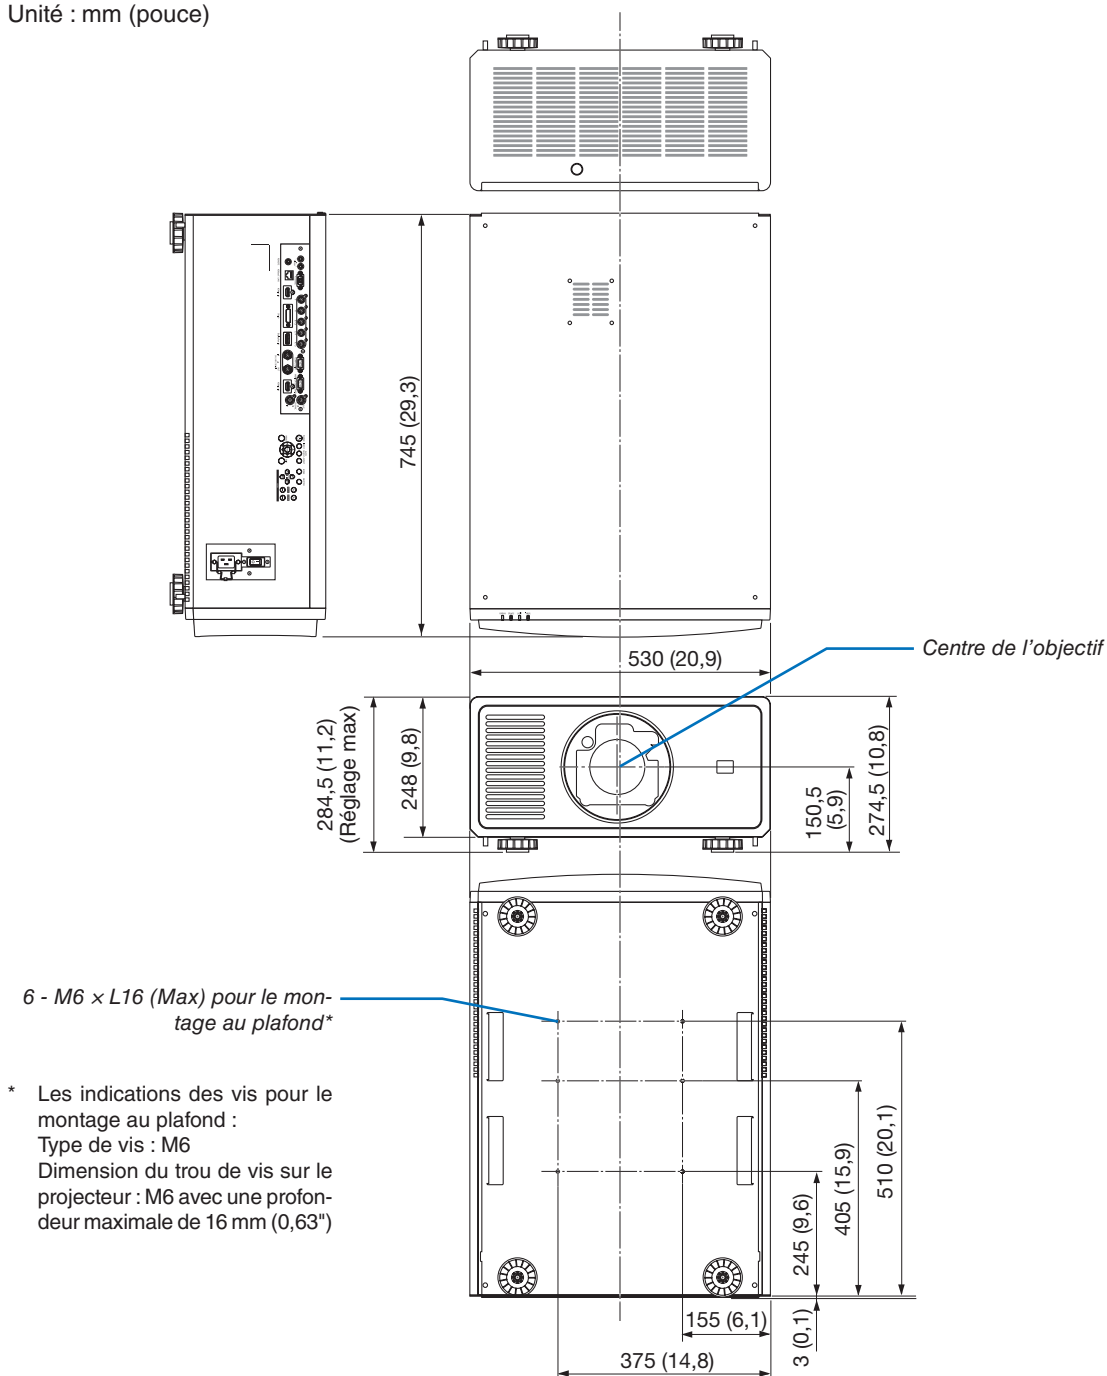 Unité : mm (pouce)
745 (29,3)
530 (20,9)
Centre de l'objectif
284,5 (11,2)
(Réglage max)
248 (9,8)
150,5
(5,9)
274,5 (10,8)
6 - M6 × L16 (Max) pour le mon-
tage au plafond*
* Les indications des vis pour le
montage au plafond :
Type de vis : M6
Dimension du trou de vis sur le
projecteur : M6 avec une profon-
deur maximale de 16 mm (0,63")
245 (9,6)
405 (15,9)
510 (20,1)
155 (6,1)
375 (14,8)
3 (0,1)